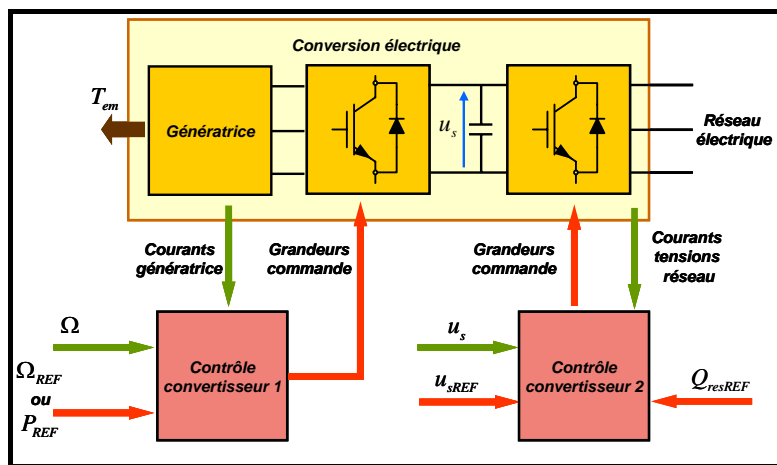 Conversion électrique
T_em
Génératrice
u_s
Réseau
électrique
Courants
génératrice
Grandeurs
commande
Grandeurs
commande
Courants
tensions
réseau
Ω
Ω_REF
ou
P_REF
Contrôle
convertisseur 1
u_s
u_sREF
Contrôle
convertisseur 2
Q_resREF